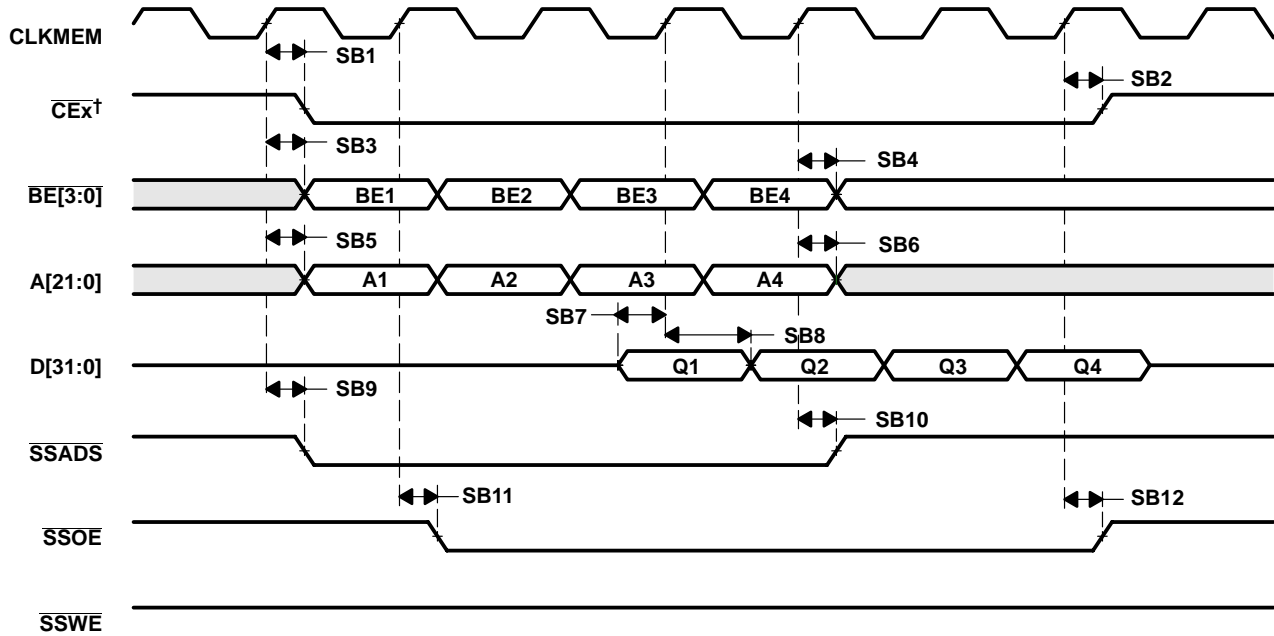 CLKMEM
SB1
SB2
CEx†
SB3
SB4
BE[3:0]
BE1 BE2 BE3 BE4
SB5
SB6
A[21:0]
A1 A2 A3 A4
SB7
SB8
D[31:0]
Q1 Q2 Q3 Q4
SB9
SB10
SSADS
SB11
SB12
SSOE
SSWE